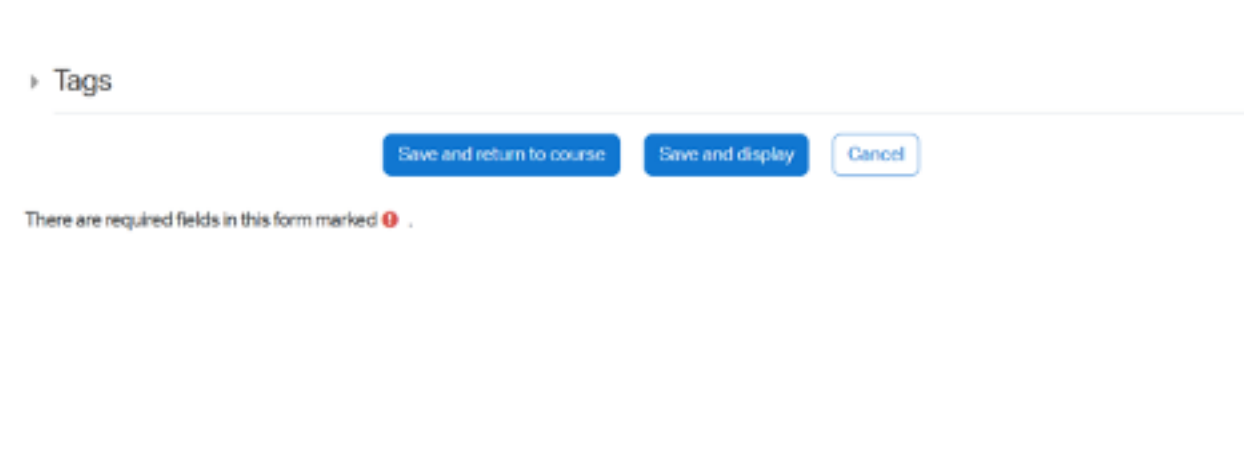 Tags
Save and return to course Save and display Cancel
There are required fields in this form marked .